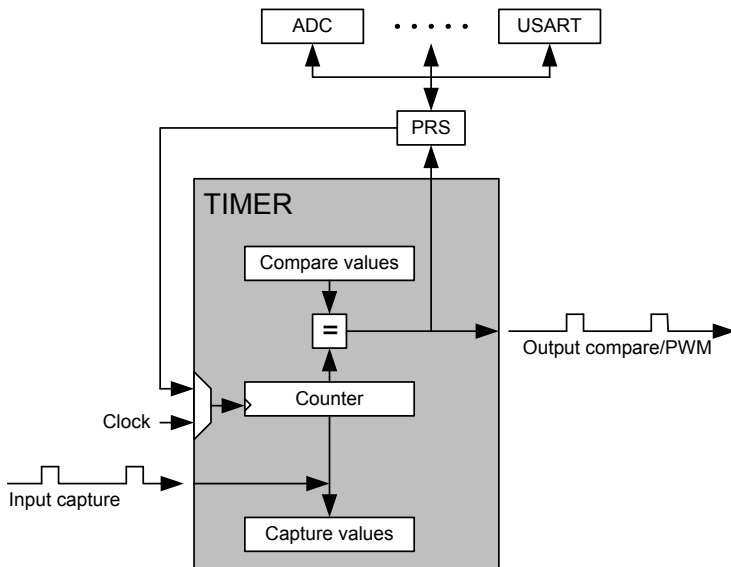 ADC ..... USART
PRS
TIMER
Compare values
=
Output compare/PWM
Counter
Clock
Input capture
Capture values